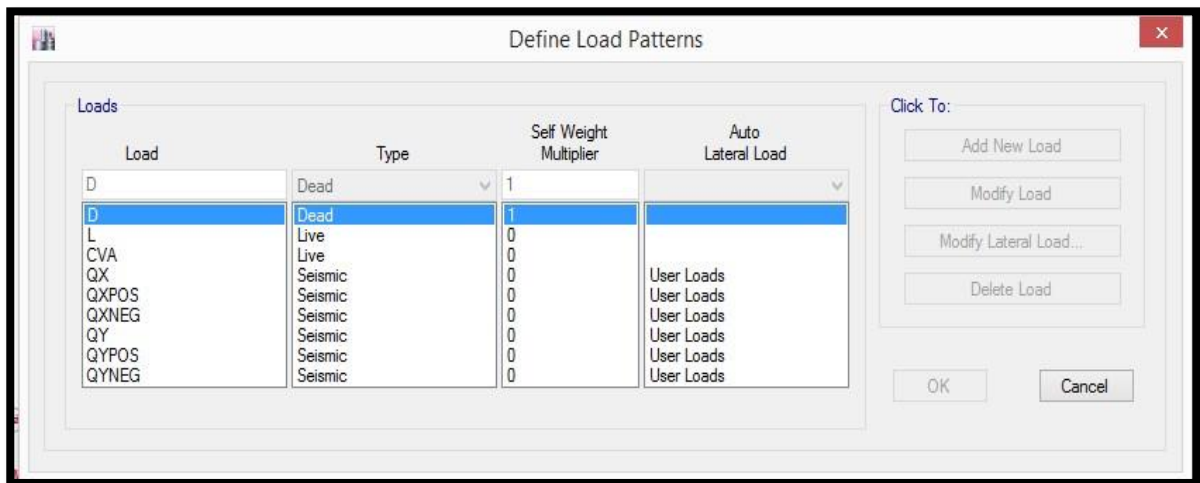 Define Load Patterns
x
Loads
Click To:
Load Type Self Weight Multiplier Auto Lateral Load
D Dead 1
D Dead 1
L Live 0
CVA Live 0
QX Seismic 0 User Loads
QXPOS Seismic 0 User Loads
QXNEG Seismic 0 User Loads
QY Seismic 0 User Loads
QYPOS Seismic 0 User Loads
QYNEG Seismic 0 User Loads
Add New Load
Modify Load
Modify Lateral Load...
Delete Load
OK Cancel